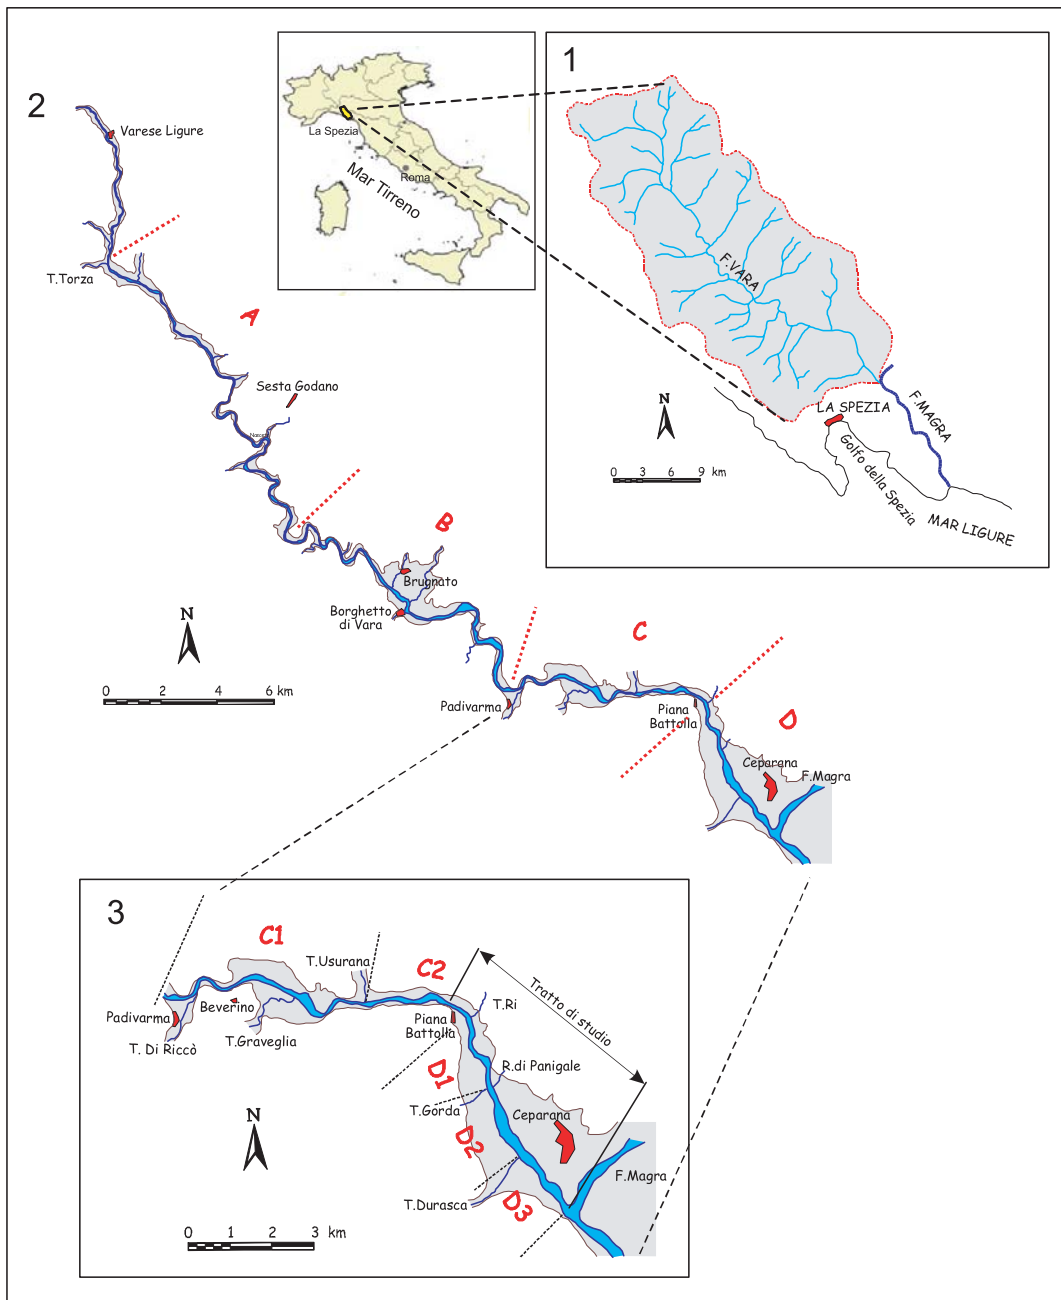 2
Varese Ligure
T.Torza
A
Sesta Godano
B
Brugnato
Borghetto
di Vara
N
0 2 4 6 km
Padivarma
C
Piana
Battolla
D
Ceparana
F.Magra
La Spezia
Mar Tirreno
Roma
1
F.VARA
N
0 3 6 9 km
LA SPEZIA
F.MAGRA
Golfo della Spezia
MAR LIGURE
3
C1
T.Usurana
C2
Tratto di studio
Padivarma
Beverino
T. Di Riccò
T.Graveglia
Piana
Battolla
T.Ri
D1
R.di Panigale
T.Gorda
Ceparana
D2
N
T.Durasca
D3
F.Magra
0 1 2 3 km